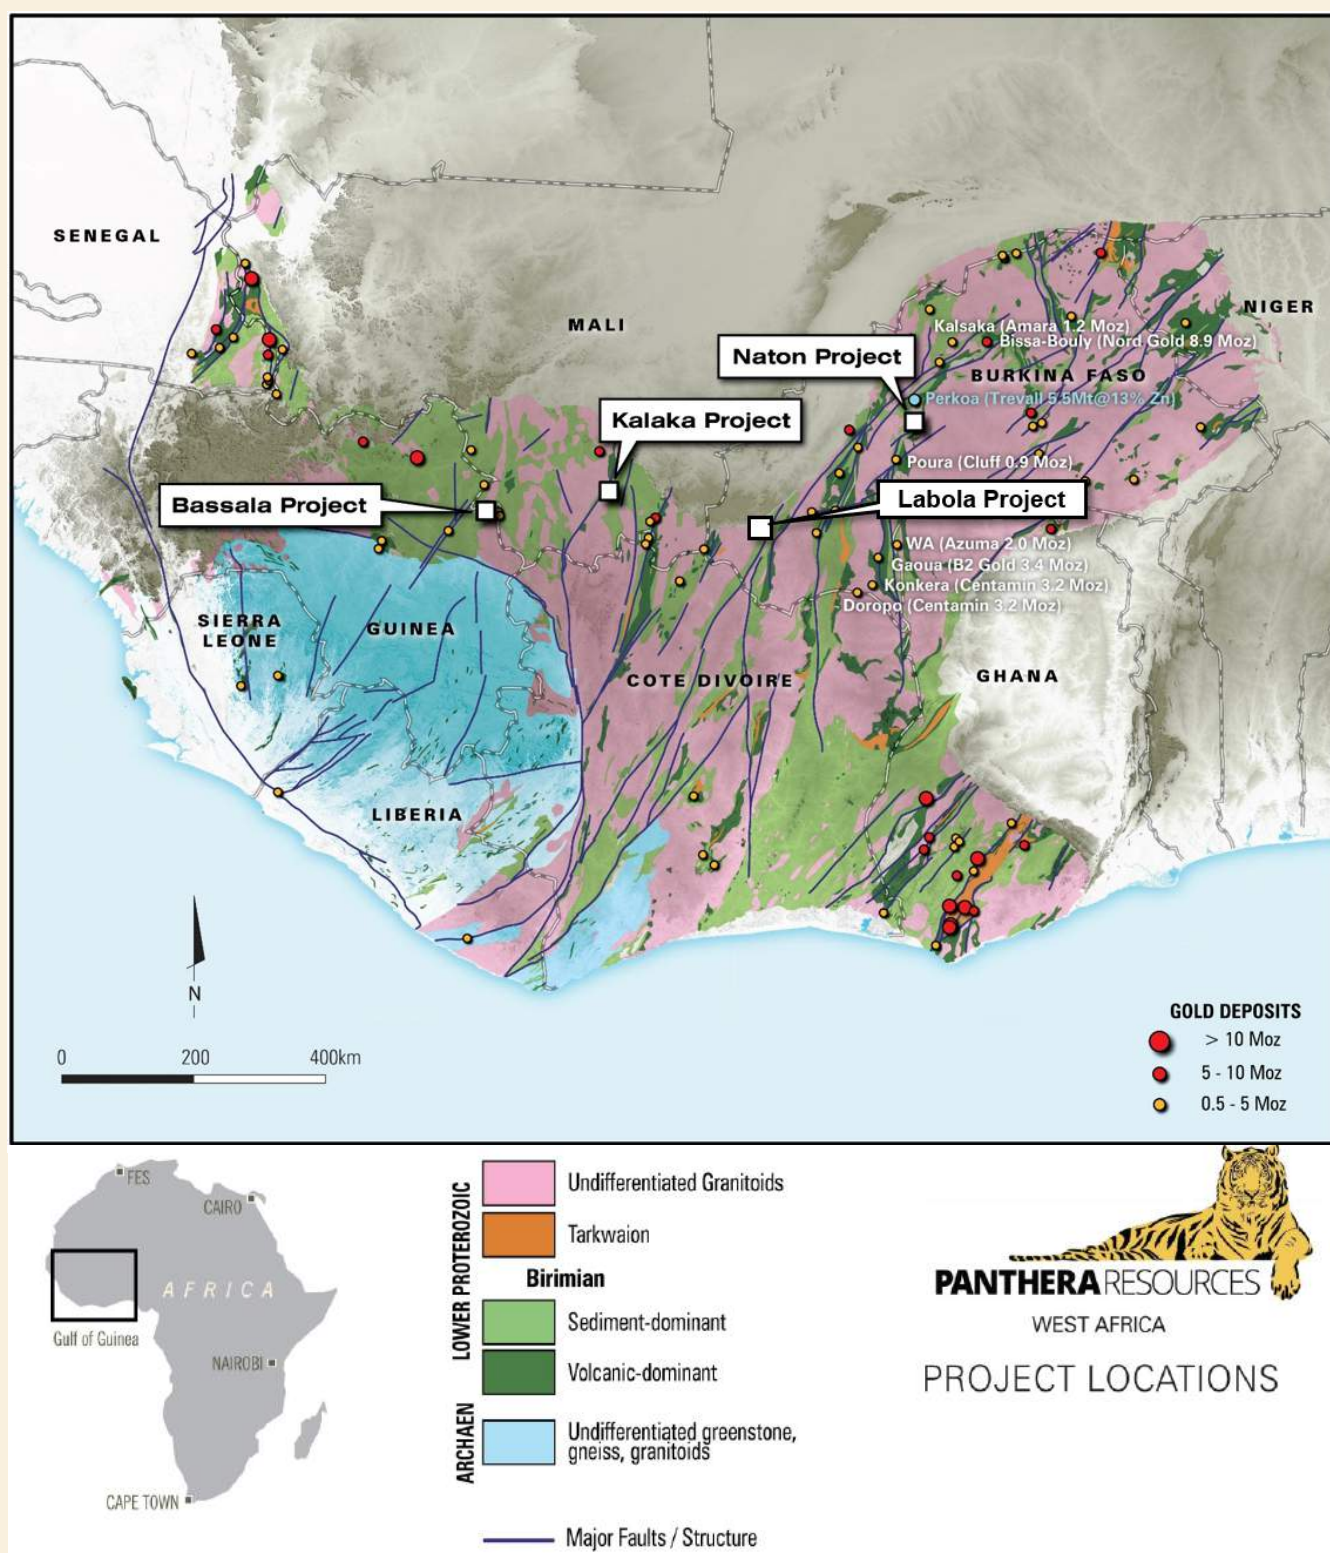 SENEGAL
MALI
NIGER
Kalsaka (Amara 1.2 Moz)
Bissa-Bouly (Nord Gold 8.9 Moz)
Naton Project
BURKINA FASO
Perkoa (Trevali 5.5Mt@13% Zn)
Kalaka Project
Poura (Cluff 0.9 Moz)
Bassala Project
Labola Project
WA (Azuma 2.0 Moz)
Gaoua (B2 Gold 3.4 Moz)
Konkera (Centamin 3.2 Moz)
Doropo (Centamin 3.2 Moz)
SIERRA
LEONE
GUINEA
COTE DIVOIRE
GHANA
LIBERIA
N
0 200 400km
GOLD DEPOSITS
> 10 Moz
5 - 10 Moz
0.5 - 5 Moz
FES
CAIRO
AFRICA
Gulf of Guinea
NAIROBI
CAPE TOWN
LOWER PROTEROZOIC
Undifferentiated Granitoids
Tarkwaion
Birimian
Sediment-dominant
Volcanic-dominant
ARCHAEN
Undifferentiated greenstone,
gneiss, granitoids
Major Faults / Structure
PANTHERA RESOURCES
WEST AFRICA
PROJECT LOCATIONS